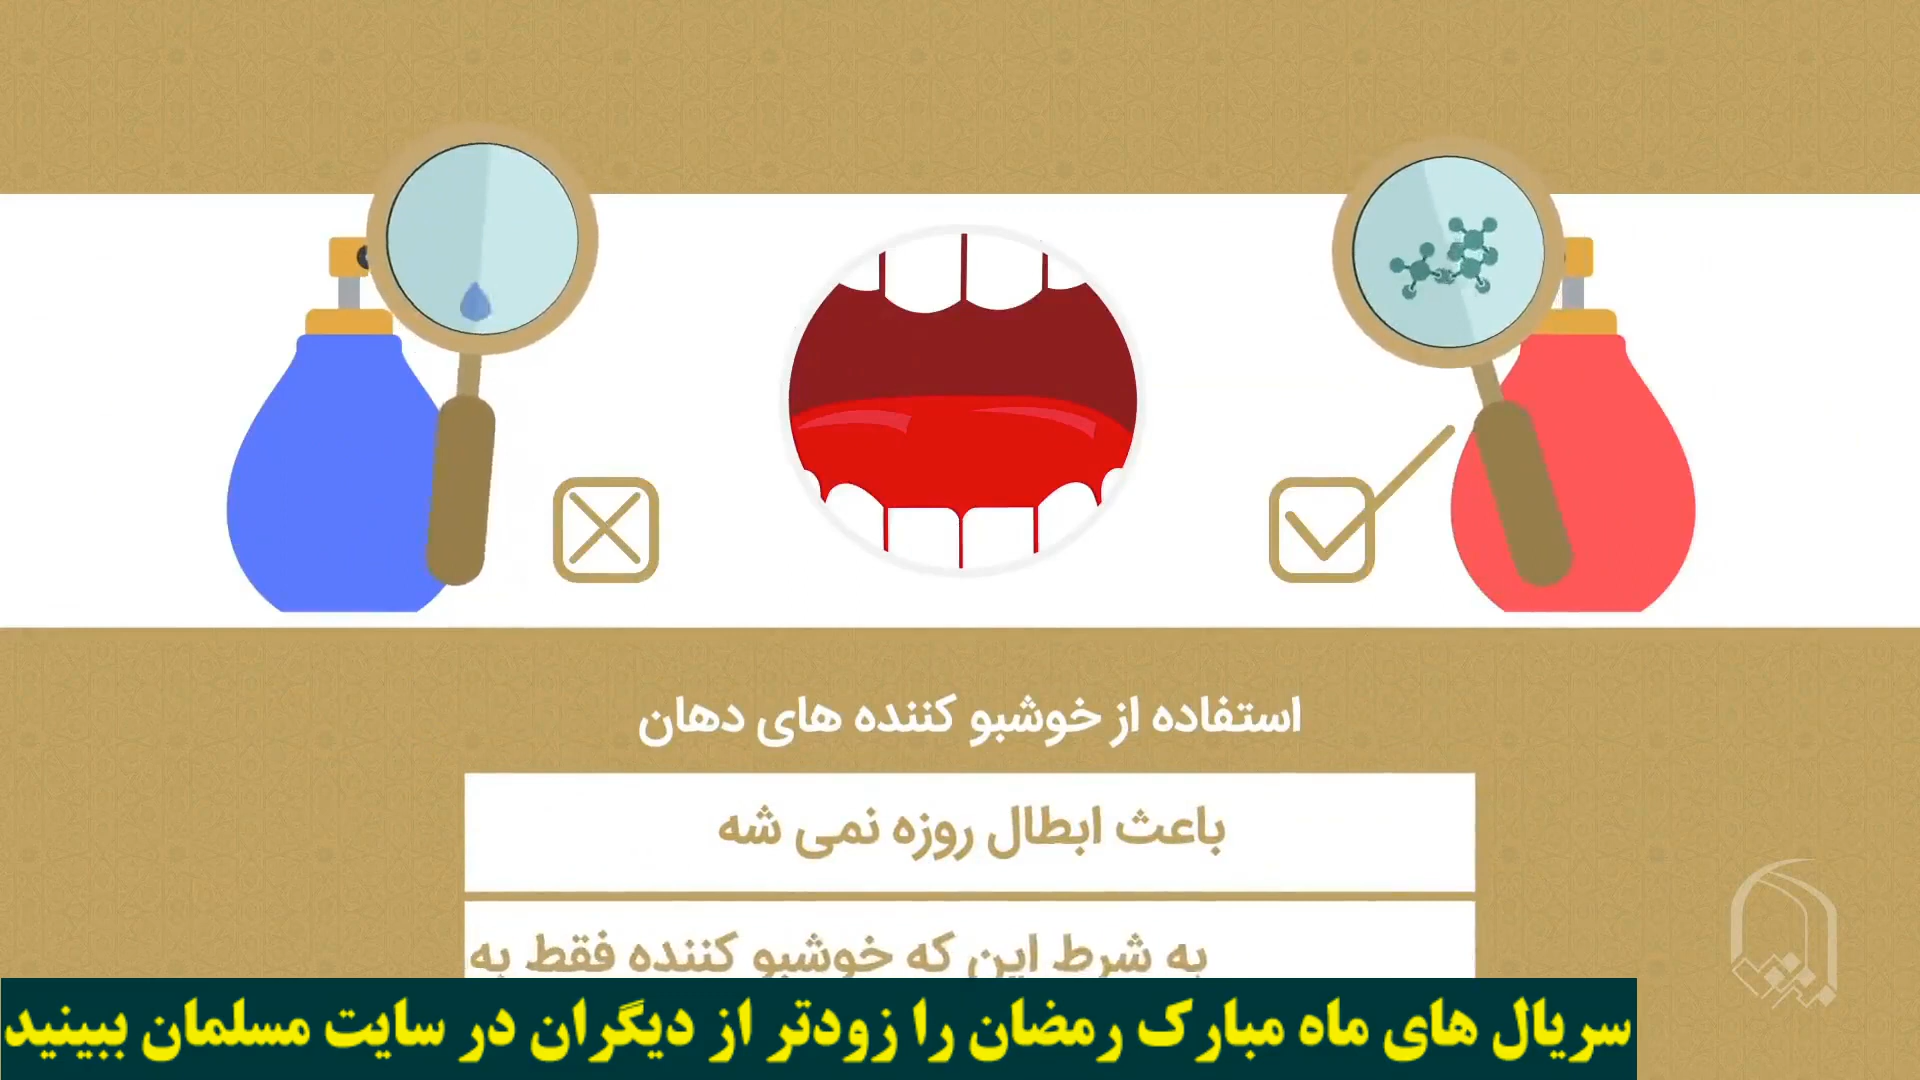 استفاده از خوشبو کننده های دهان
باعث ابطال روزه نمی شه
به شرط این که خوشبو کننده فقط به
سریال های ماه مبارک رمضان را زودتر از دیگران در سایت مسلمان ببینید